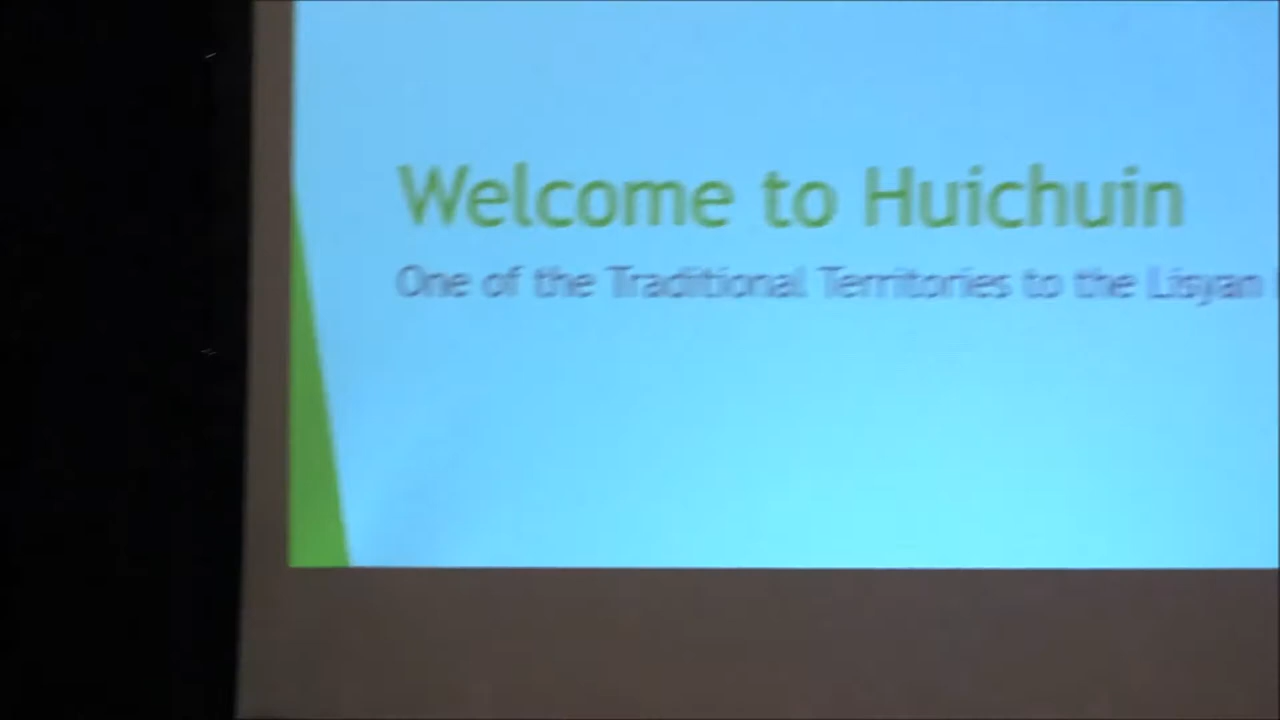 Welcome to Huichuin
One of the Traditional Territories to the Lisyan